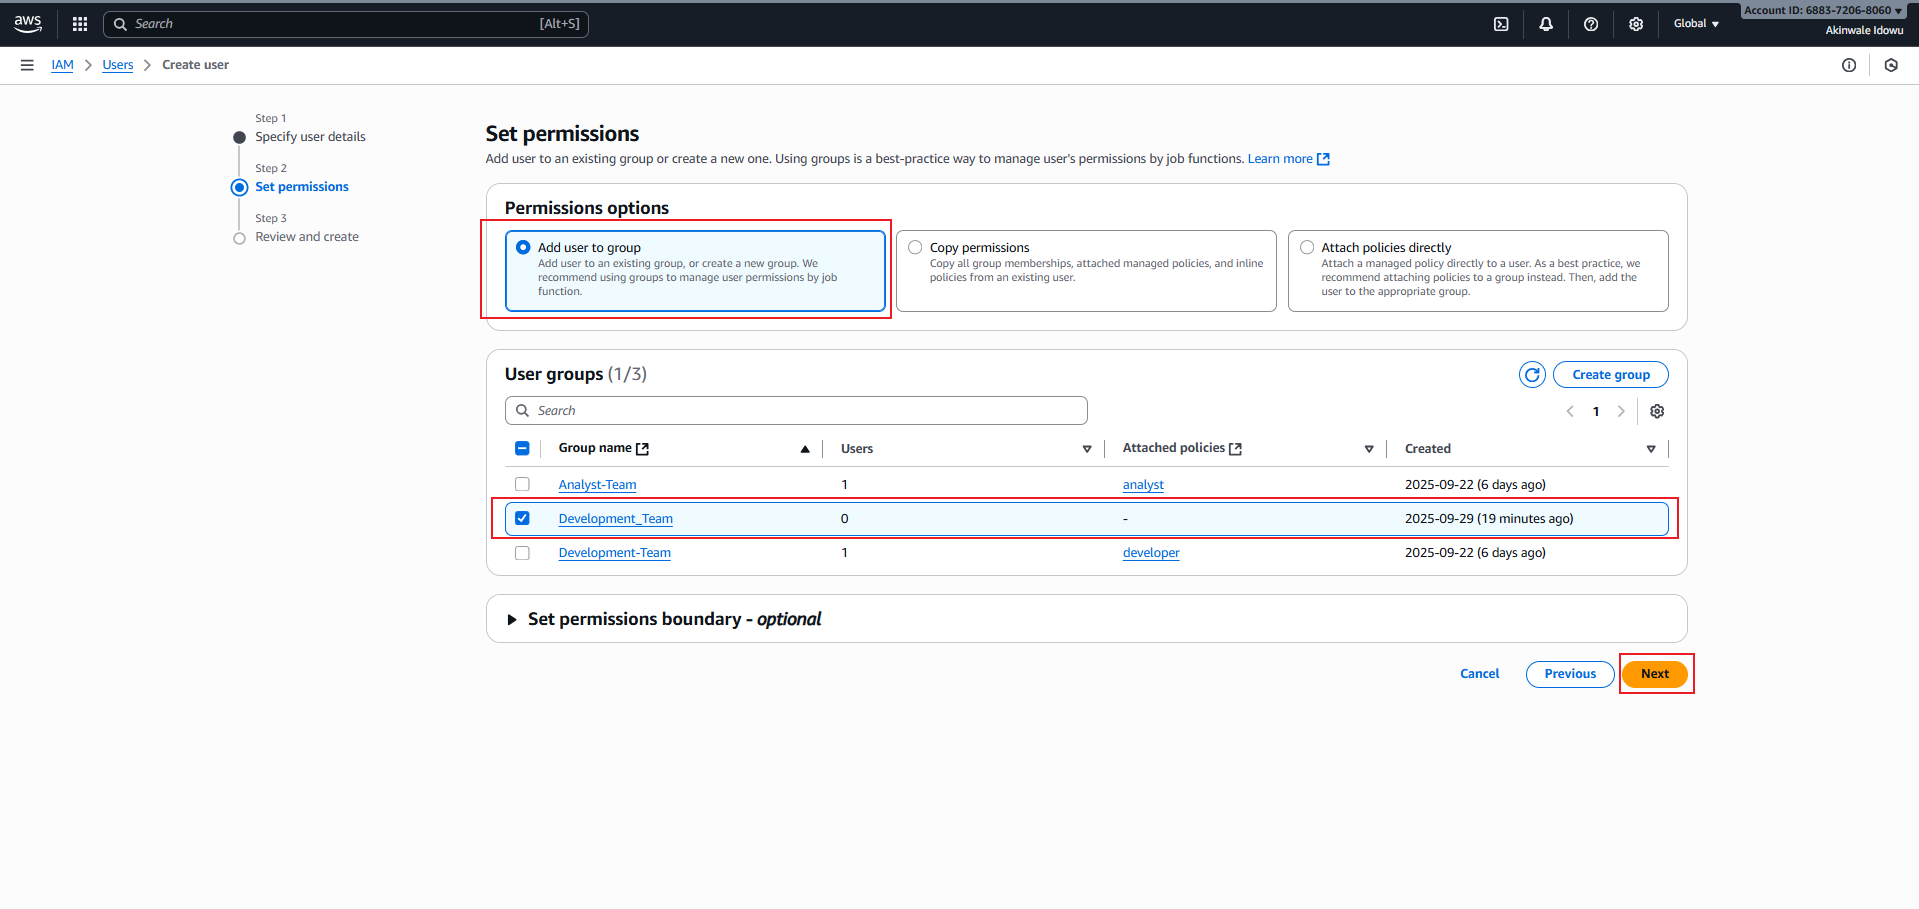 aws
Search
[Alt+S]
Global
Account ID: 6883-7206-8060
Akinwale Idowu
IAM
Users
Create user
Step 1
Specify user details
Step 2
Set permissions
Step 3
Review and create
Set permissions
Add user to an existing group or create a new one. Using groups is a best-practice way to manage user's permissions by job functions. Learn more
Permissions options
Add user to group
Add user to an existing group, or create a new group. We
recommend using groups to manage user permissions by job
function.
Copy permissions
Copy all group memberships, attached managed policies, and inline
policies from an existing user.
Attach policies directly
Attach a managed policy directly to a user. As a best practice, we
recommend attaching policies to a group instead. Then, add the
user to the appropriate group.
User groups (1/3)
Create group
Search
1
Group name Users Attached policies Created
Analyst-Team 1 analyst 2025-09-22 (6 days ago)
Development_Team 0 - 2025-09-29 (19 minutes ago)
Development-Team 1 developer 2025-09-22 (6 days ago)
Set permissions boundary - optional
Cancel
Previous
Next